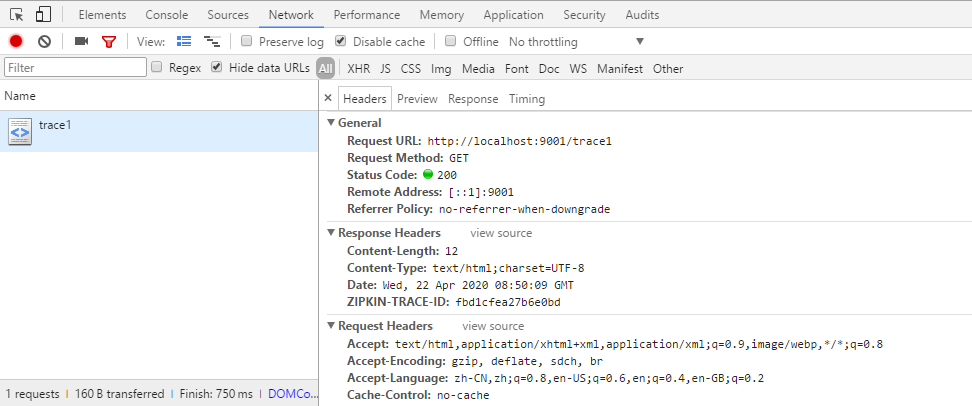 Elements Console Sources Network Performance Memory Application Security Audits
View: Preserve log Disable cache Offline No throttling
Filter Regex Hide data URLs All XHR JS CSS Img Media Font Doc WS Manifest Other
Name
trace1
× Headers Preview Response Timing
General
Request URL: http://localhost:9001/trace1
Request Method: GET
Status Code: 200
Remote Address: [::1]:9001
Referrer Policy: no-referrer-when-downgrade
Response Headers view source
Content-Length: 12
Content-Type: text/html;charset=UTF-8
Date: Wed, 22 Apr 2020 08:50:09 GMT
ZIPKIN-TRACE-ID: fbd1cfea27b6e0bd
Request Headers view source
Accept: text/html,application/xhtml+xml,application/xml;q=0.9,image/webp,*/*;q=0.8
Accept-Encoding: gzip, deflate, sdch, br
Accept-Language: zh-CN,zh;q=0.8,en-US;q=0.6,en;q=0.4,en-GB;q=0.2
Cache-Control: no-cache
1 requests | 160 B transferred | Finish: 750 ms | DOMCo...